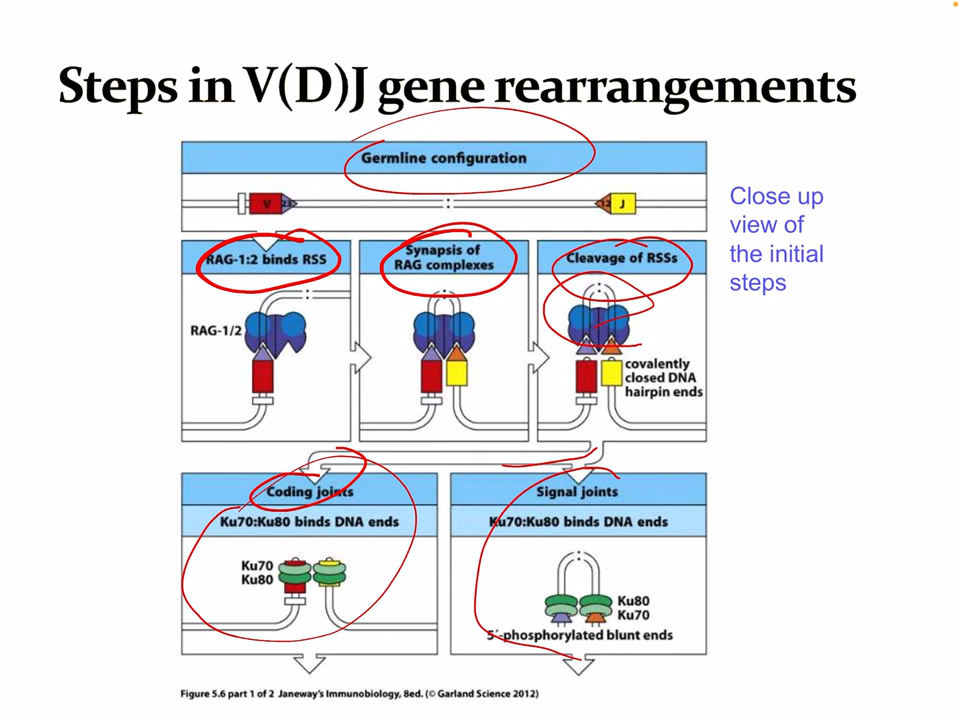 Steps in V(D)J gene rearrangements
Germline configuration
V 23 12 J
Close up
view of
the initial
steps
RAG-1:2 binds RSS
Synapsis of
RAG complexes
Cleavage of RSSs
RAG-1/2
covalently
closed DNA
hairpin ends
Coding joints
Ku70:Ku80 binds DNA ends
Ku70
Ku80
Signal joints
Ku70:Ku80 binds DNA ends
Ku80
Ku70
5´-phosphorylated blunt ends
Figure 5.6 part 1 of 2 Janeway's Immunobiology, 8ed. (© Garland Science 2012)